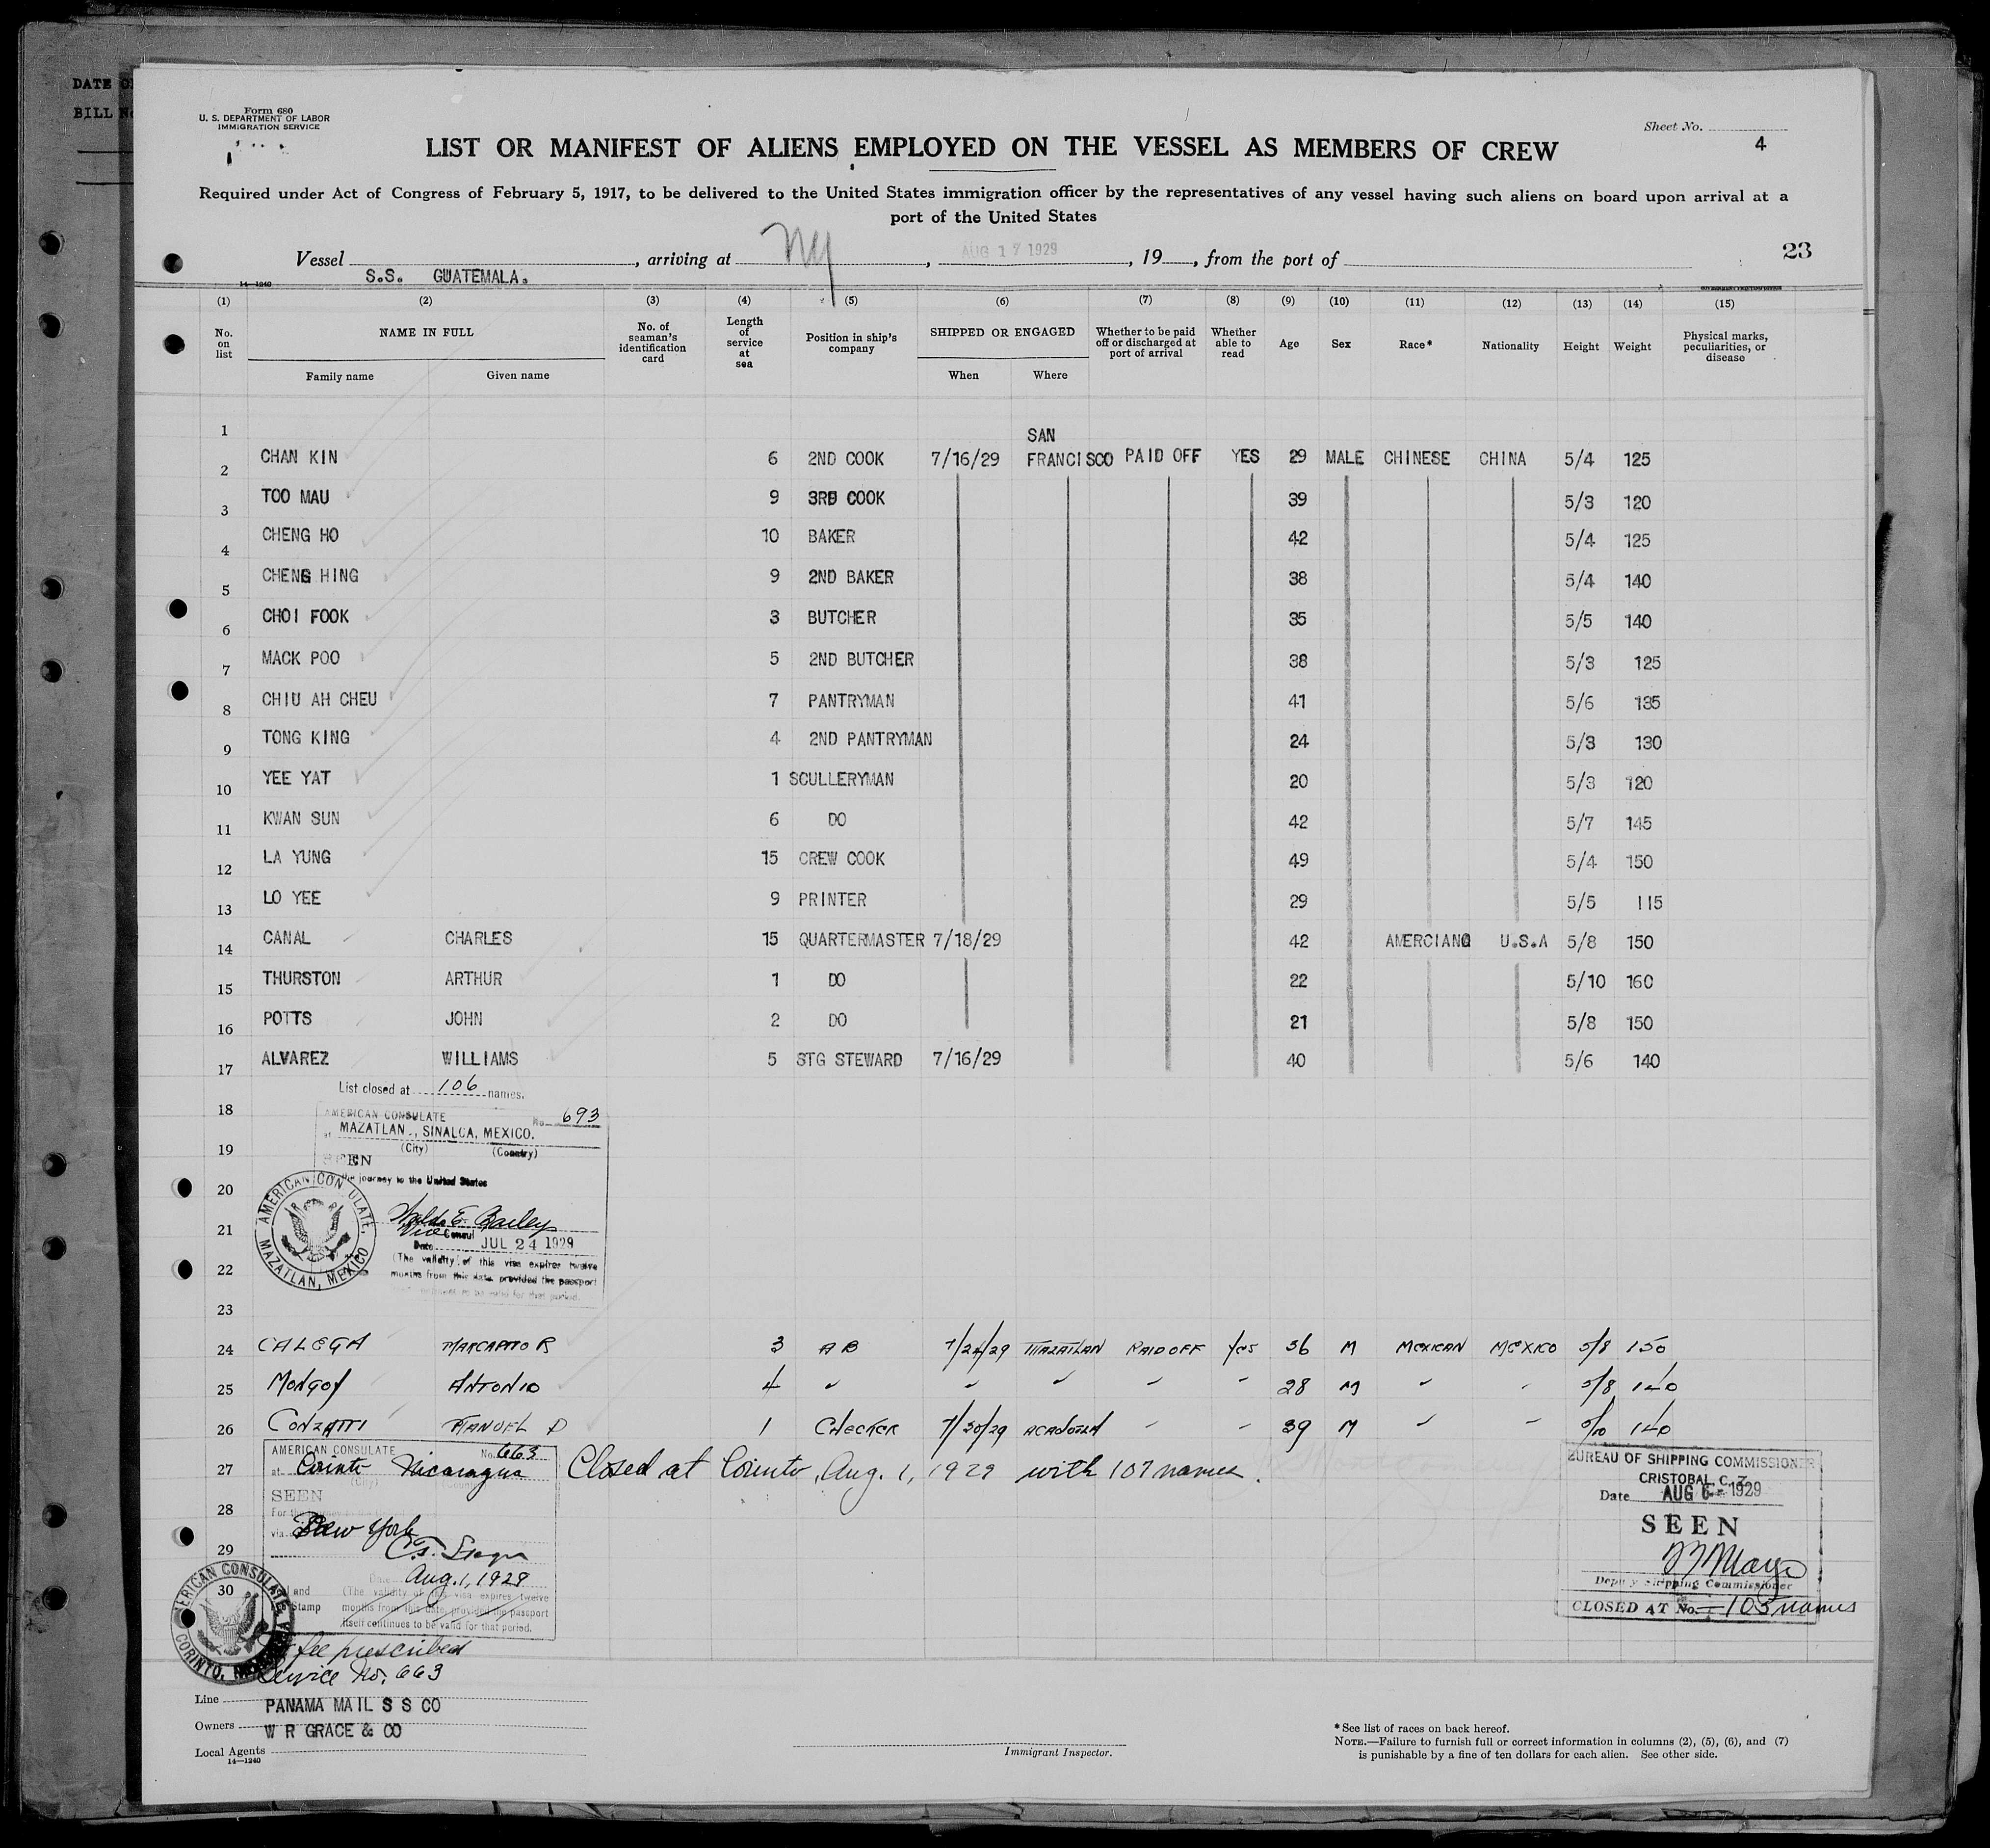 DATE O
BILL No
Form 680
U. S. DEPARTMENT OF LABOR
IMMIGRATION SERVICE
Sheet No.
4
LIST OR MANIFEST OF ALIENS EMPLOYED ON THE VESSEL AS MEMBERS OF CREW
Required under Act of Congress of February 5, 1917, to be delivered to the United States immigration officer by the representatives of any vessel having such aliens on board upon arrival at a
port of the United States
Vessel S.S. GUATEMALA. , arriving at NY , AUG 17 1929 , 19 , from the port of
23
14—1240
(1) (2) (3) (4) (5) (6) (7) (8) (9) (10) (11) (12) (13) (14) (15)
No. on list NAME IN FULL No. of seaman's identification card Length of service at sea Position in ship's company SHIPPED OR ENGAGED Whether to be paid off or discharged at port of arrival Whether able to read Age Sex Race* Nationality Height Weight Physical marks, peculiarities, or disease
Family name Given name When Where
1
SAN
CHAN KIN 6 2ND COOK 7/16/29 FRANCISCO PAID OFF YES 29 MALE CHINESE CHINA 5/4 125
2
TOO MAU 9 3RD COOK 39 5/3 120
3
CHENG HO 10 BAKER 42 5/4 125
4
CHENG HING 9 2ND BAKER 38 5/4 140
5
CHOI FOOK 3 BUTCHER 35 5/5 140
6
MACK POO 5 2ND BUTCHER 38 5/3 125
7
CHIU AH CHEU 7 PANTRYMAN 41 5/6 135
8
TONG KING 4 2ND PANTRYMAN 24 5/3 130
9
YEE YAT 1 SCULLERYMAN 20 5/3 120
10
KWAN SUN 6 DO 42 5/7 145
11
LA YUNG 15 CREW COOK 49 5/4 150
12
LO YEE 9 PRINTER 29 5/5 115
13
CANAL CHARLES 15 QUARTERMASTER 7/18/29 42 AMERCIAN U.S.A 5/8 150
14
THURSTON ARTHUR 1 DO 22 5/10 160
15
POTTS JOHN 2 DO 21 5/8 150
16
ALVAREZ WILLIAMS 5 STG STEWARD 7/16/29 40 5/6 140
17
List closed at 106 names.
18
AMERICAN CONSULATE No. 693
at MAZATLAN., SINALOA, MEXICO.
19
(City) (Country)
SEEN
20
the journey to the United States
AMERICAN CONSULATE, MAZATLAN, MEXICO
21
E. Bailey
Vice Consul
Date JUL 24 1929
22
(The validity of this visa expires twelve
months from this date provided the passport
23
24 CALEGA R 3 AB 7/24/29 MAZATLAN PAID OFF Yes 36 M MEXICAN MEXICO 5/8 150
25 ANTONIO 4 " " " " " 28 M " " 5/8 140
26 CONZATTI MANUEL D 1 CHECKER 7/30/29 " " 39 M " " 5/10 140
AMERICAN CONSULATE No. 663
27 at Corinto Nicaragua Closed at Corinto, Aug. 1, 1929 with 107 names.
BUREAU OF SHIPPING COMMISSIONER
CRISTOBAL C. Z.
Date AUG 6 - 1929
SEEN
28
For the
via New York
SEEN
29
Aug. 1, 1929
Deputy Shipping Commissioner
CLOSED AT No. 105 names
30
and Stamp (The validity of this visa expires twelve
months from this date, provided the passport
itself continues to be valid for that period.
AMERICAN CONSULATE, CORINTO,
fee prescribed
Service No. 663
Line PANAMA MAIL S S CO
Owners W R GRACE & CO
Local Agents
14—1240
Immigrant Inspector.
*See list of races on back hereof.
NOTE.—Failure to furnish full or correct information in columns (2), (5), (6), and (7)
is punishable by a fine of ten dollars for each alien. See other side.